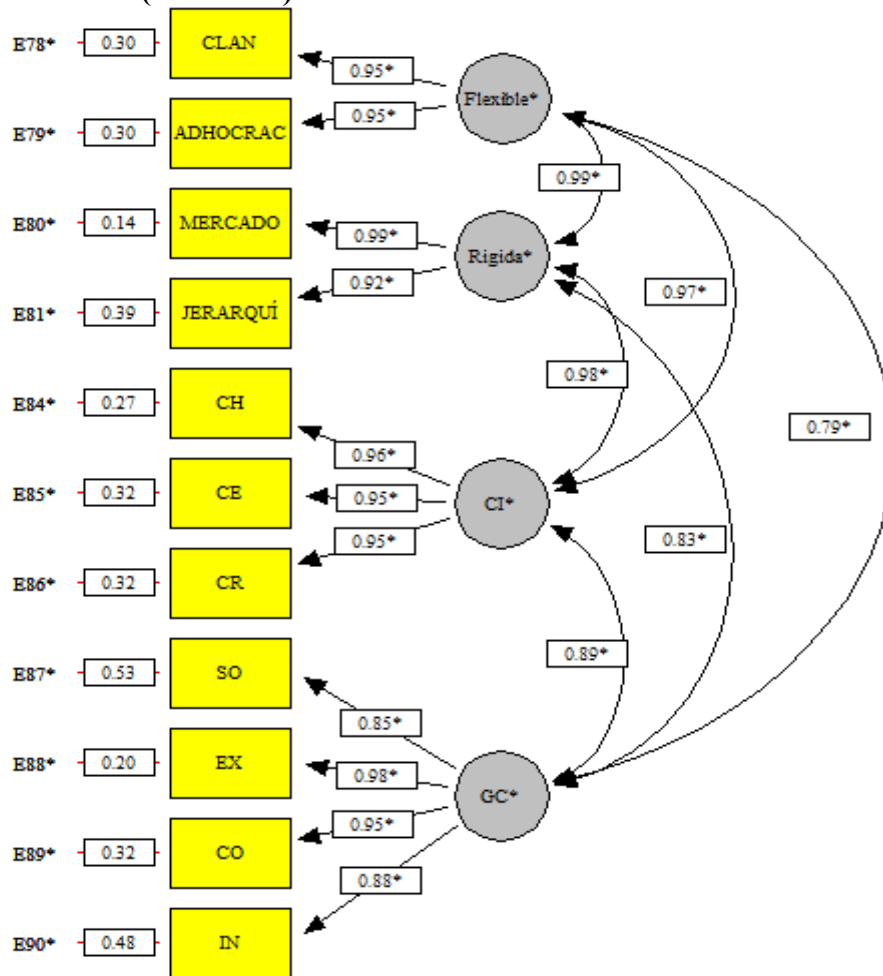 E78* 0.30 CLAN 0.95* Flexible*
E79* 0.30 ADHOCRAC 0.95*
0.99*
E80* 0.14 MERCADO 0.99* Rigida*
E81* 0.39 JERARQUÍ 0.92*
0.97*
0.98*
E84* 0.27 CH 0.96*
0.79*
E85* 0.32 CE 0.95* CI*
E86* 0.32 CR 0.95*
0.83*
0.89*
E87* 0.53 SO 0.85*
E88* 0.20 EX 0.98* GC*
E89* 0.32 CO 0.95*
E90* 0.48 IN 0.88*